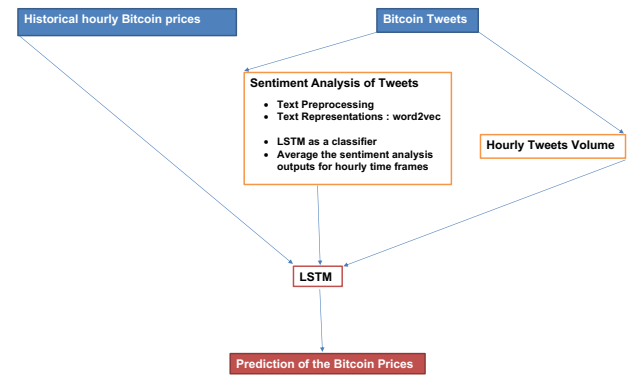 Historical hourly Bitcoin prices
Bitcoin Tweets
Sentiment Analysis of Tweets
• Text Preprocessing
• Text Representations : word2vec
• LSTM as a classifier
• Average the sentiment analysis
outputs for hourly time frames
Hourly Tweets Volume
LSTM
Prediction of the Bitcoin Prices